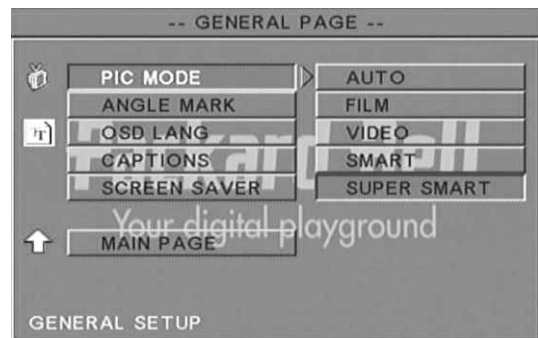 -- GENERAL PAGE --
PIC MODE AUTO
ANGLE MARK FILM
OSD LANG VIDEO
CAPTIONS SMART
SCREEN SAVER SUPER SMART
Packard Bell
Your digital playground
MAIN PAGE
GENERAL SETUP